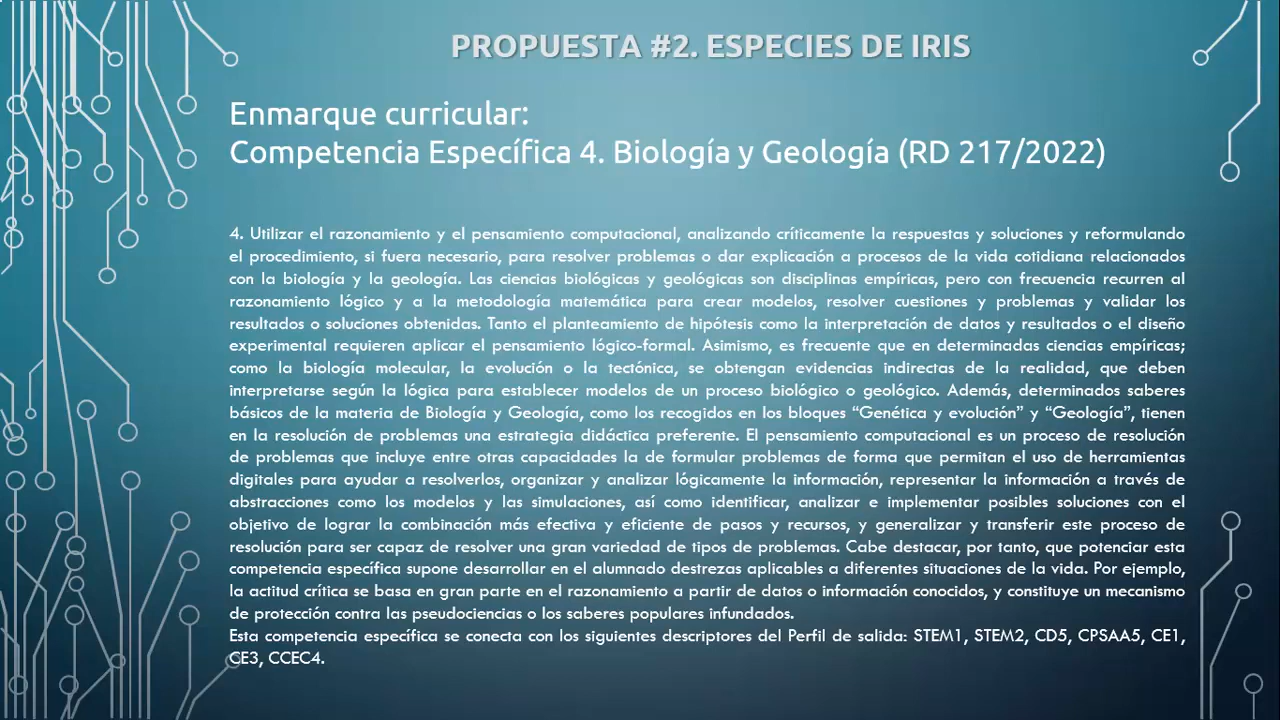 PROPUESTA #2. ESPECIES DE IRIS
Enmarque curricular:
Competencia Específica 4. Biología y Geología (RD 217/2022)
4. Utilizar el razonamiento y el pensamiento computacional, analizando críticamente la respuestas y soluciones y reformulando
el procedimiento, si fuera necesario, para resolver problemas o dar explicación a procesos de la vida cotidiana relacionados
con la biología y la geología. Las ciencias biológicas y geológicas son disciplinas empíricas, pero con frecuencia recurren al
razonamiento lógico y a la metodología matemática para crear modelos, resolver cuestiones y problemas y validar los
resultados o soluciones obtenidas. Tanto el planteamiento de hipótesis como la interpretación de datos y resultados o el diseño
experimental requieren aplicar el pensamiento lógico-formal. Asimismo, es frecuente que en determinadas ciencias empíricas;
como la biología molecular, la evolución o la tectónica, se obtengan evidencias indirectas de la realidad, que deben
interpretarse según la lógica para establecer modelos de un proceso biológico o geológico. Además, determinados saberes
básicos de la materia de Biología y Geología, como los recogidos en los bloques “Genética y evolución” y “Geología”, tienen
en la resolución de problemas una estrategia didáctica preferente. El pensamiento computacional es un proceso de resolución
de problemas que incluye entre otras capacidades la de formular problemas de forma que permitan el uso de herramientas
digitales para ayudar a resolverlos, organizar y analizar lógicamente la información, representar la información a través de
abstracciones como los modelos y las simulaciones, así como identificar, analizar e implementar posibles soluciones con el
objetivo de lograr la combinación más efectiva y eficiente de pasos y recursos, y generalizar y transferir este proceso de
resolución para ser capaz de resolver una gran variedad de tipos de problemas. Cabe destacar, por tanto, que potenciar esta
competencia específica supone desarrollar en el alumnado destrezas aplicables a diferentes situaciones de la vida. Por ejemplo,
la actitud crítica se basa en gran parte en el razonamiento a partir de datos o información conocidos, y constituye un mecanismo
de protección contra las pseudociencias o los saberes populares infundados.
Esta competencia específica se conecta con los siguientes descriptores del Perfil de salida: STEM1, STEM2, CD5, CPSAA5, CE1,
CE3, CCEC4.